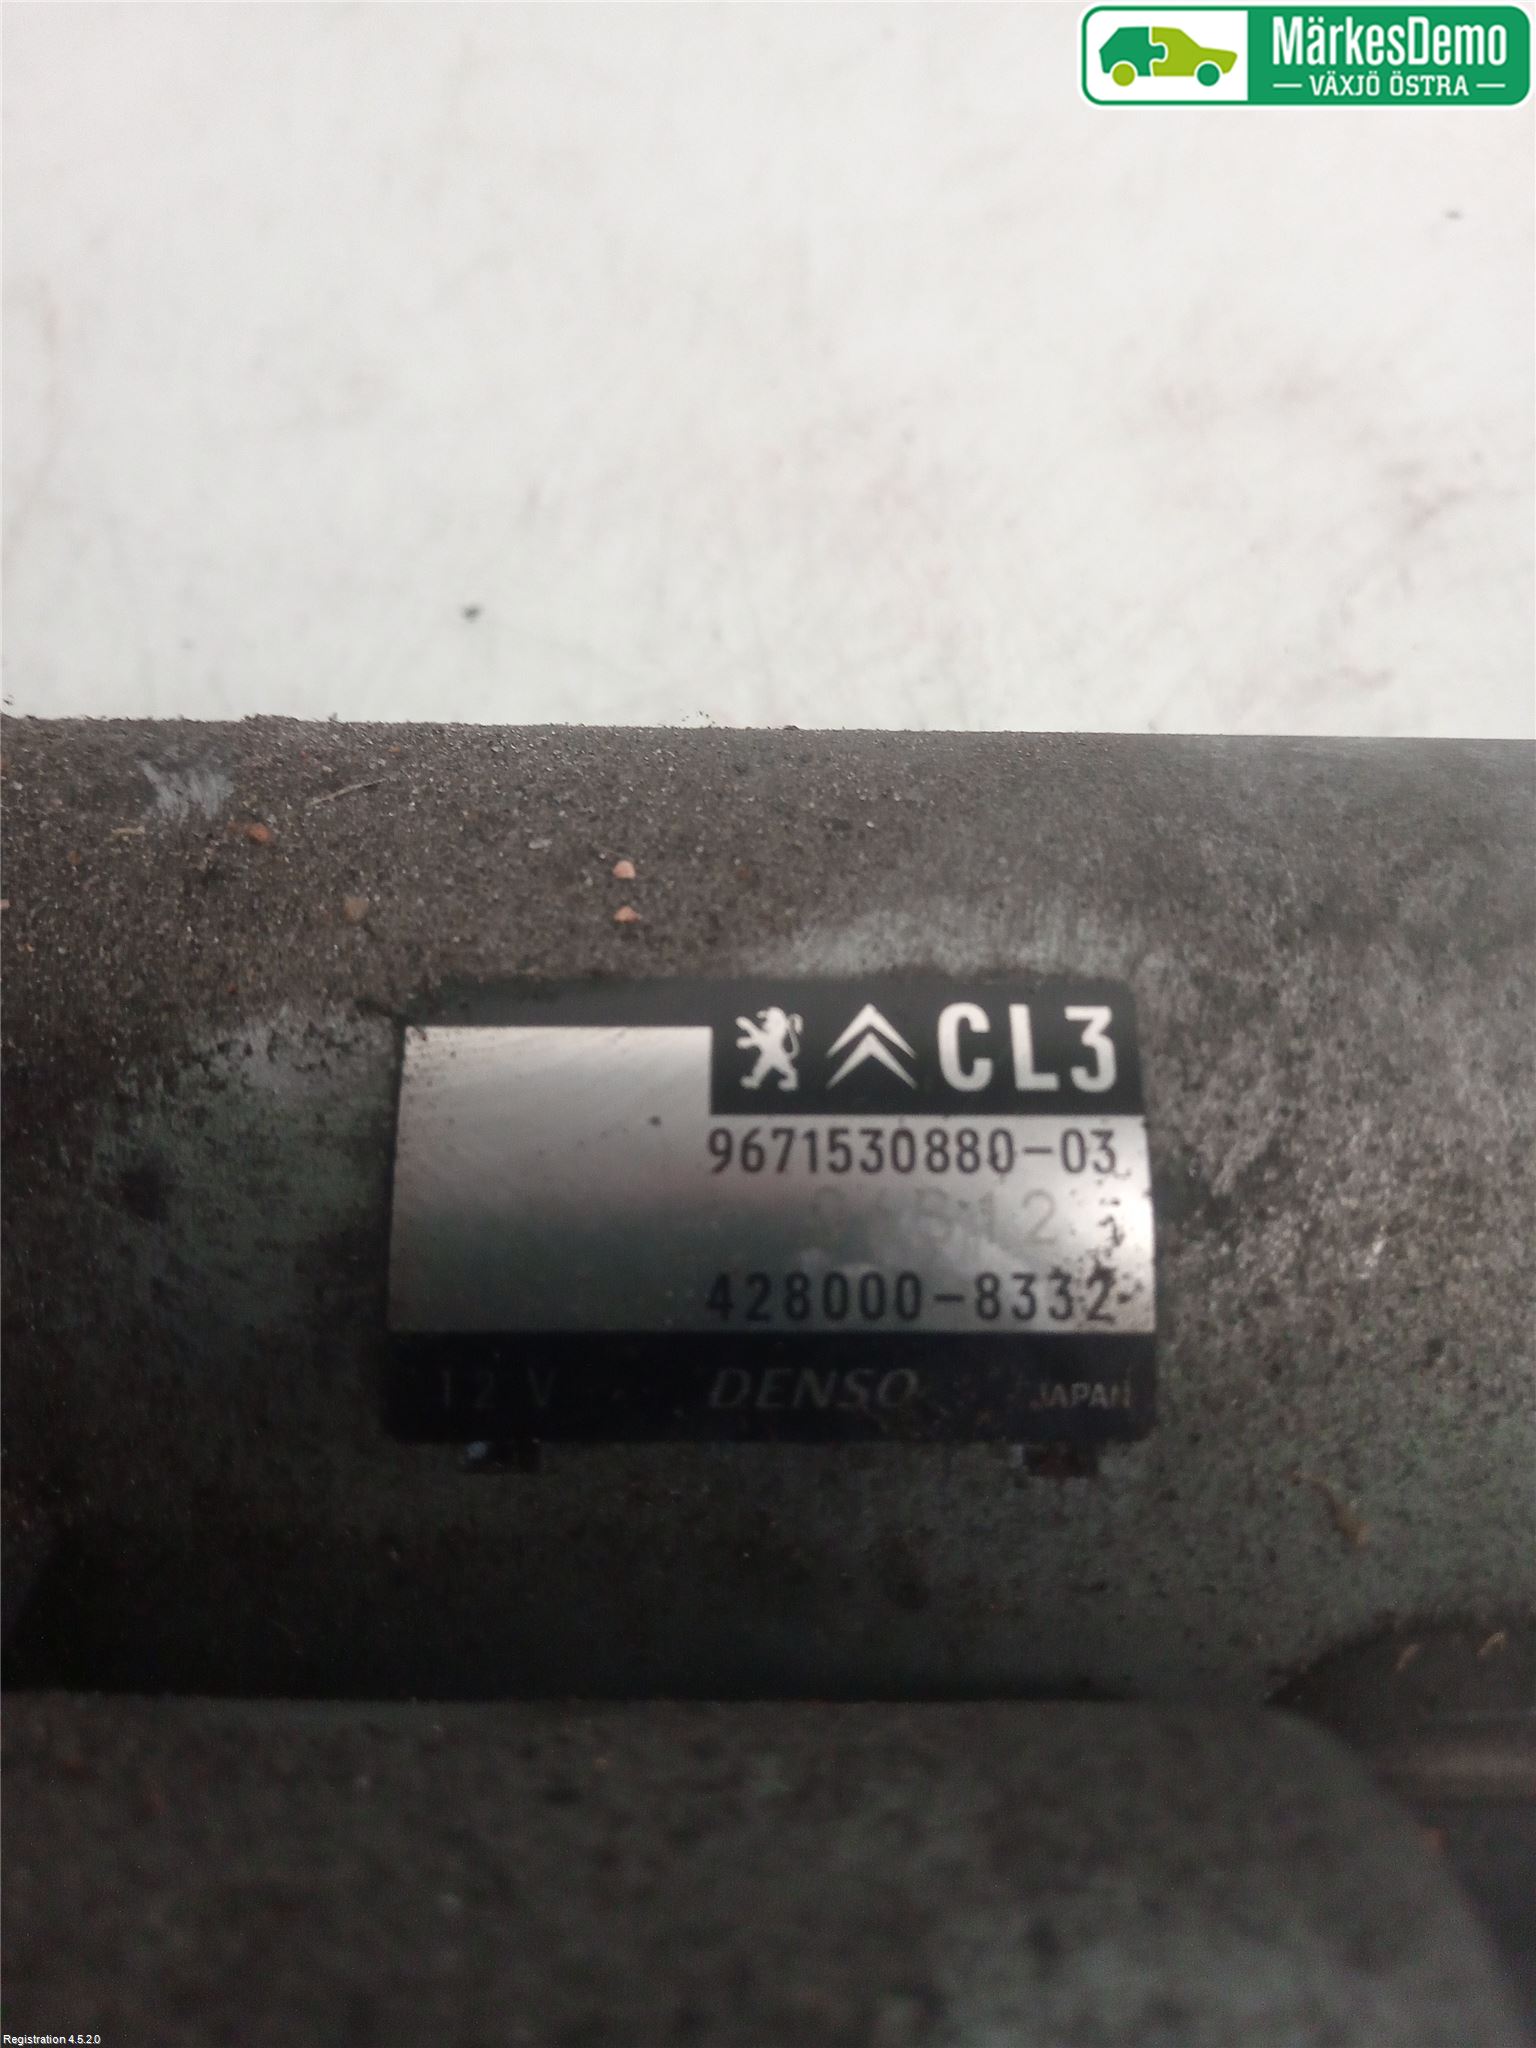 MärkesDemo
VÄXJÖ ÖSTRA
CL3
9671530880-03
428000-8332
12 V DENSO JAPAN
Registration 4.5.2.0